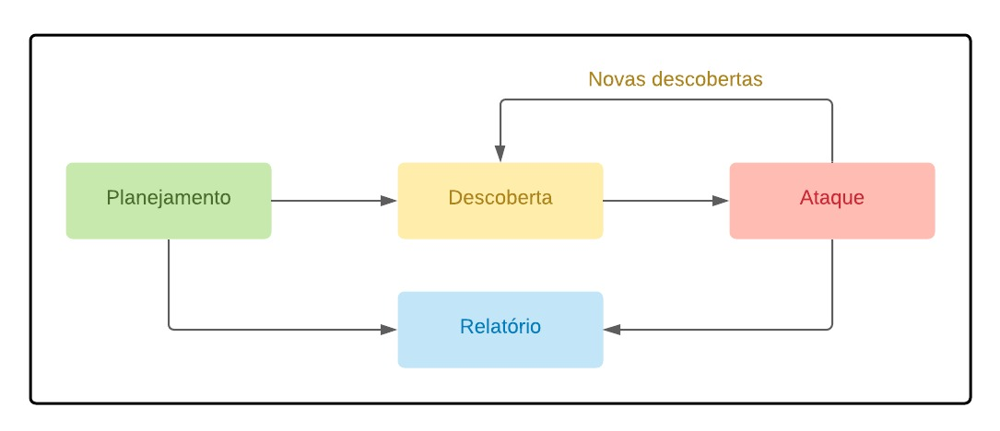 Novas descobertas
Planejamento
Descoberta
Ataque
Relatório